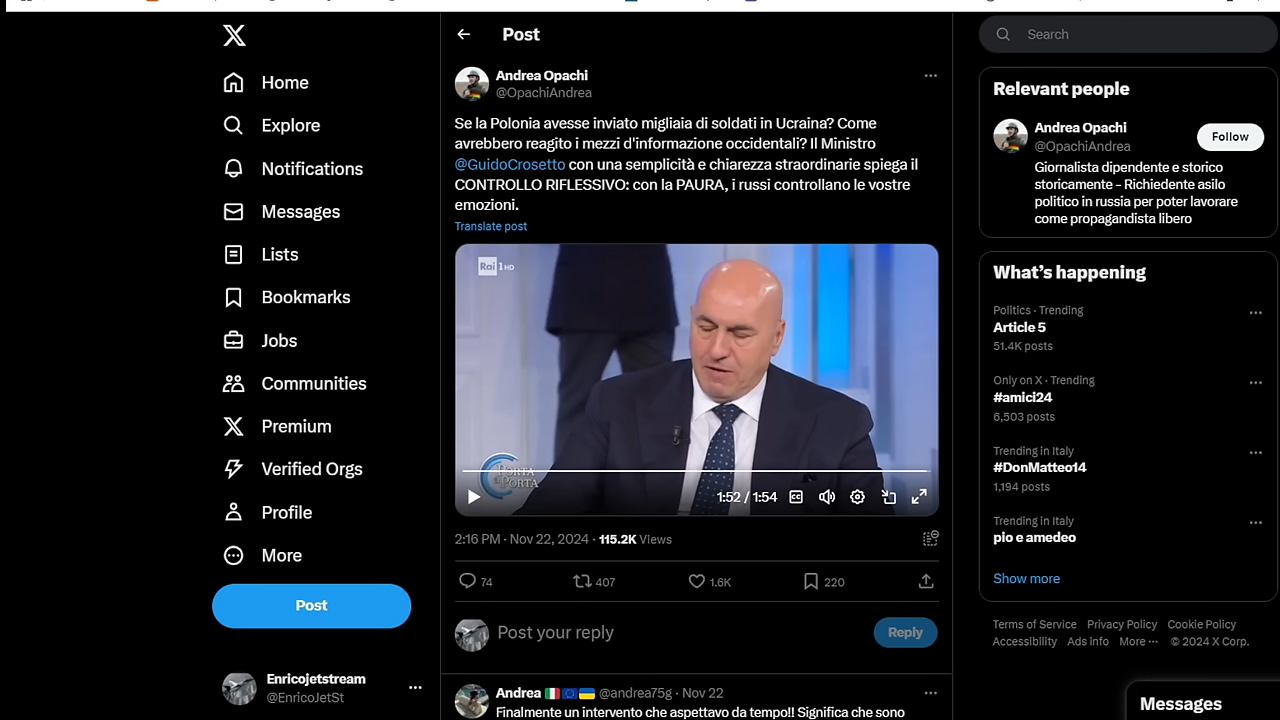 Home
Explore
Notifications
Messages
Lists
Bookmarks
Jobs
Communities
Premium
Verified Orgs
Profile
More
Post
Enricojetstream
@EnricoJetSt
Post
Andrea Opachi
@OpachiAndrea
Se la Polonia avesse inviato migliaia di soldati in Ucraina? Come
avrebbero reagito i mezzi d'informazione occidentali? Il Ministro
@GuidoCrosetto con una semplicità e chiarezza straordinarie spiega il
CONTROLLO RIFLESSIVO: con la PAURA, i russi controllano le vostre
emozioni.
Translate post
Rai 1 HD
PORTA
a PORTA
1:52 / 1:54
CC
2:16 PM · Nov 22, 2024 · 115.2K Views
74
407
1.6K
220
Post your reply
Reply
Andrea @andrea75g · Nov 22
Finalmente un intervento che aspettavo da tempo!! Significa che sono
Search
Relevant people
Andrea Opachi
@OpachiAndrea
Follow
Giornalista dipendente e storico
storicamente – Richiedente asilo
politico in russia per poter lavorare
come propagandista libero
What's happening
Politics · Trending
Article 5
51.4K posts
Only on X · Trending
#amici24
6,503 posts
Trending in Italy
#DonMatteo14
1,194 posts
Trending in Italy
pio e amedeo
Show more
Terms of Service Privacy Policy Cookie Policy
Accessibility Ads info More ··· © 2024 X Corp.
Messages